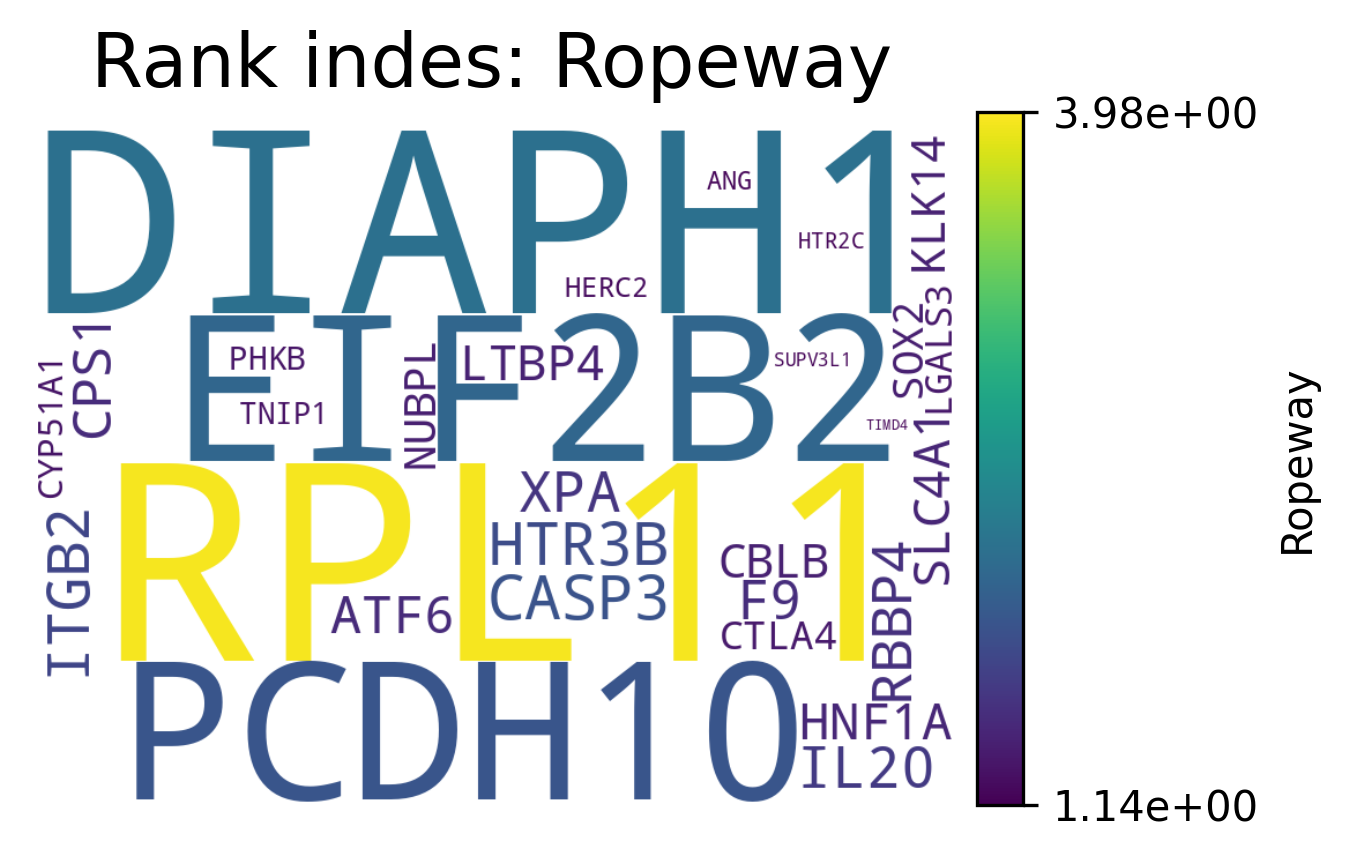 Rank indes: Ropeway
3.98e+00
DIAPH1
ANG
HTR2C
HERC2
KLK14
EIF2B2
PHKB
TNIP1
NUBPL
LTBP4
SUPV3L1
TIMD4
SOX2
LGALS3
CPS1
CYP51A1
SLC4A1
RPL11
XPA
HTR3B
CASP3
ATF6
CBLB
F9
CTLA4
RBBP4
ITGB2
PCDH10
HNF1A
IL20
1.14e+00
Ropeway